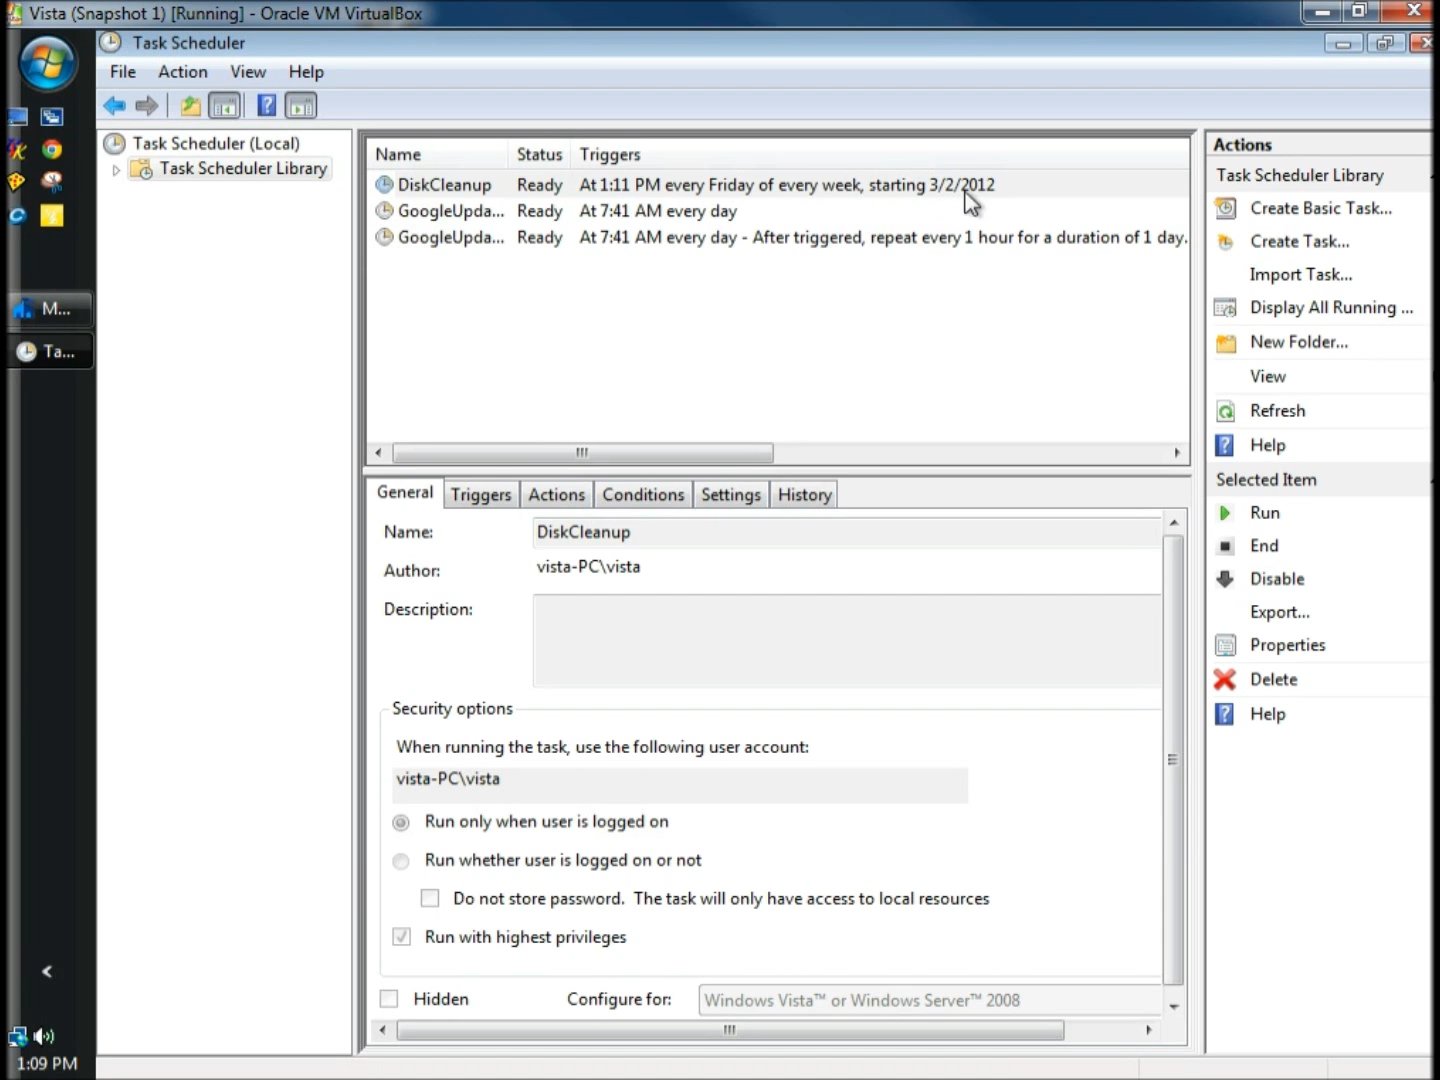 Vista (Snapshot 1) [Running] - Oracle VM VirtualBox
Task Scheduler
File Action View Help
Task Scheduler (Local)
Task Scheduler Library
Name Status Triggers
DiskCleanup Ready At 1:11 PM every Friday of every week, starting 3/2/2012
GoogleUpda... Ready At 7:41 AM every day
GoogleUpda... Ready At 7:41 AM every day - After triggered, repeat every 1 hour for a duration of 1 day.
General Triggers Actions Conditions Settings History
Name: DiskCleanup
Author: vista-PC\vista
Description:
Security options
When running the task, use the following user account:
vista-PC\vista
Run only when user is logged on
Run whether user is logged on or not
Do not store password. The task will only have access to local resources
Run with highest privileges
Hidden Configure for: Windows Vista™ or Windows Server™ 2008
Actions
Task Scheduler Library
Create Basic Task...
Create Task...
Import Task...
Display All Running ...
New Folder...
View
Refresh
Help
Selected Item
Run
End
Disable
Export...
Properties
Delete
Help
M...
Ta...
1:09 PM